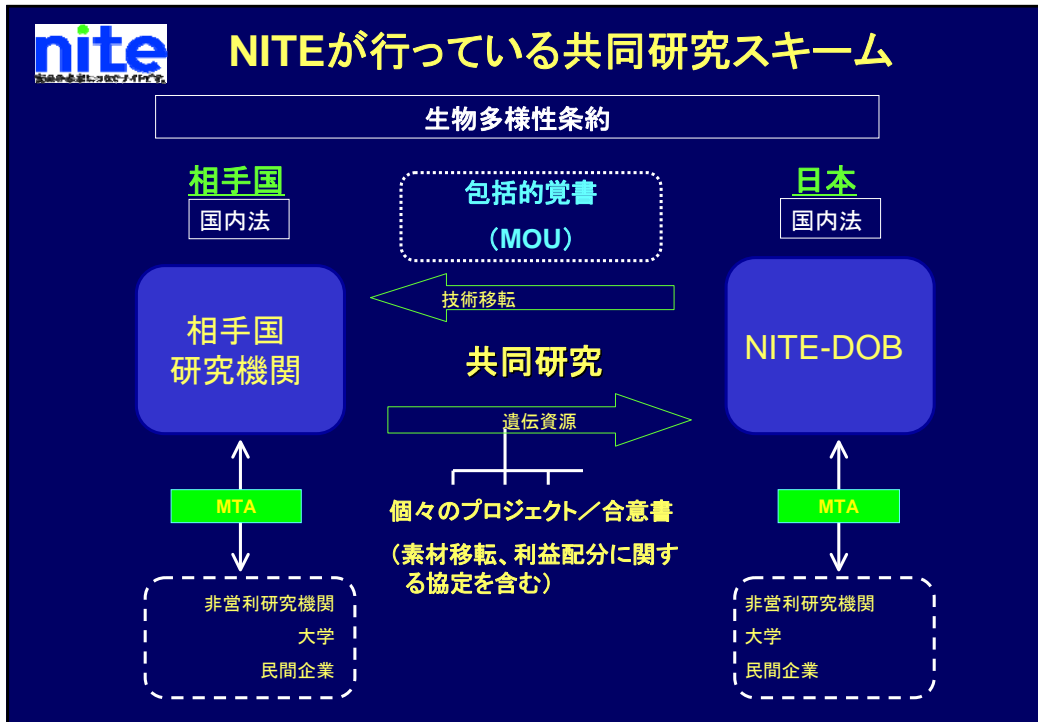 nite
NITEが行っている共同研究スキーム
生物多様性条約
相手国
国内法
包括的覚書
（MOU）
日本
国内法
技術移転
相手国
研究機関
共同研究
NITE-DOB
遺伝資源
MTA
個々のプロジェクト／合意書
（素材移転、利益配分に関す
る協定を含む）
MTA
非営利研究機関
大学
民間企業
非営利研究機関
大学
民間企業